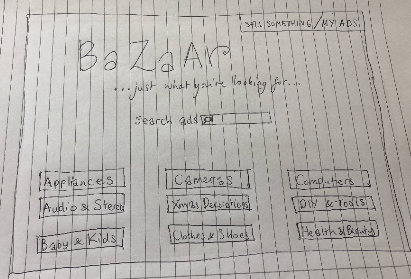 SELL SOMETHING/MY ADS
BaZaAr
...just what you're looking for...
Search ads
Appliances
Cameras
Computers
Audio & Stereo
Xmas Decorations
DIY & Tools
Baby & Kids
Clothes & Shoes
Health & Beauty